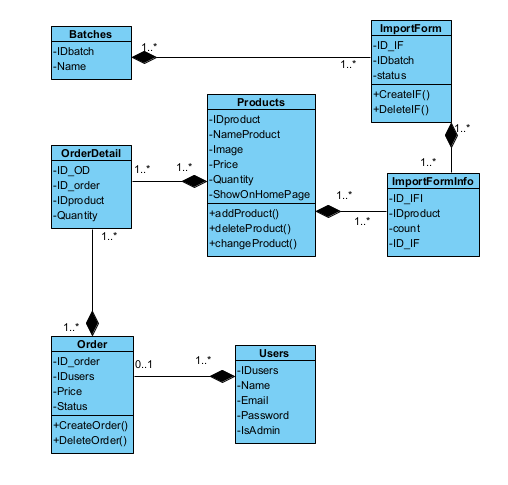 Batches
-IDbatch
-Name
1..*
1..*
ImportForm
-ID_IF
-IDbatch
-status
+CreateIF()
+DeleteIF()
1..*
1..*
Products
-IDproduct
-NameProduct
-Image
-Price
-Quantity
-ShowOnHomePage
+addProduct()
+deleteProduct()
+changeProduct()
OrderDetail
-ID_OD
-ID_order
-IDproduct
-Quantity
1..*
1..*
1..*
1..*
ImportFormInfo
-ID_IFI
-IDproduct
-count
-ID_IF
1..*
1..*
Order
-ID_order
-IDusers
-Price
-Status
+CreateOrder()
+DeleteOrder()
0..1
1..*
Users
-IDusers
-Name
-Email
-Password
-IsAdmin